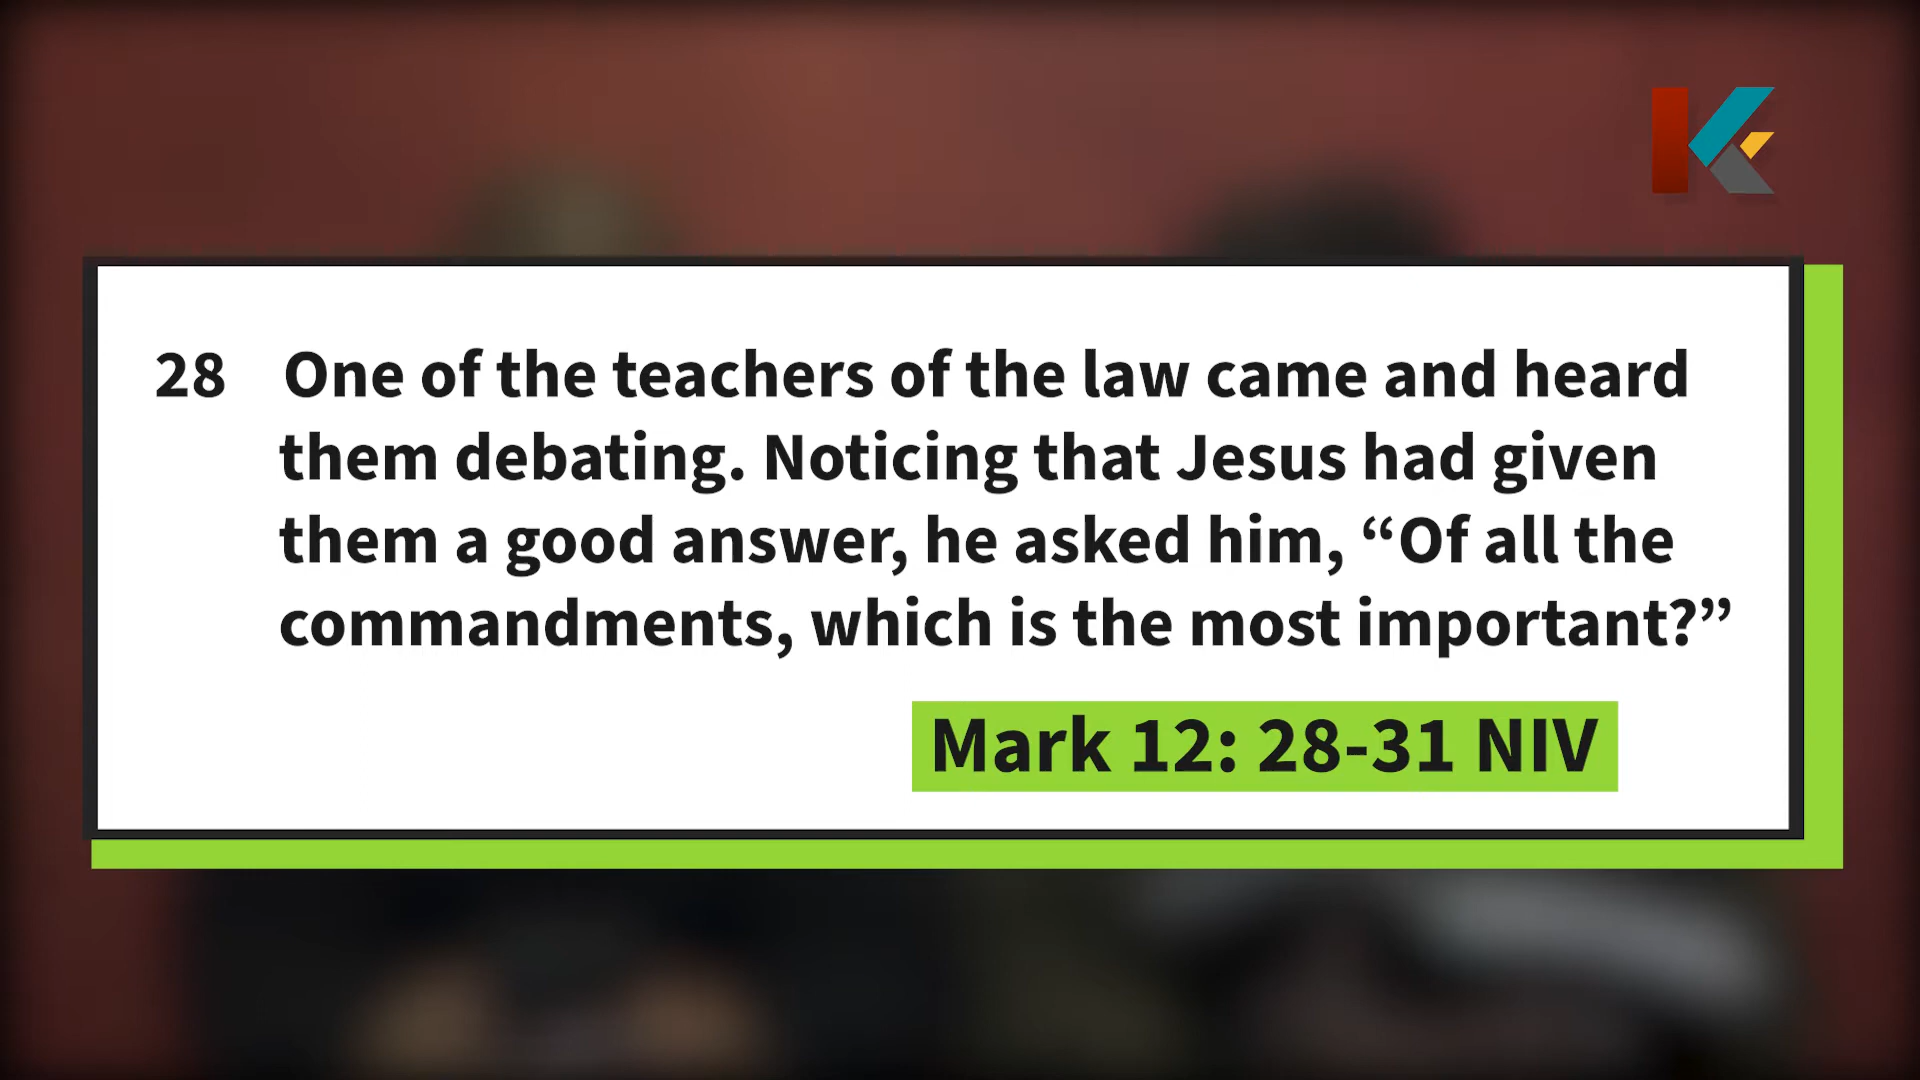 28 One of the teachers of the law came and heard
them debating. Noticing that Jesus had given
them a good answer, he asked him, “Of all the
commandments, which is the most important?”
Mark 12: 28-31 NIV